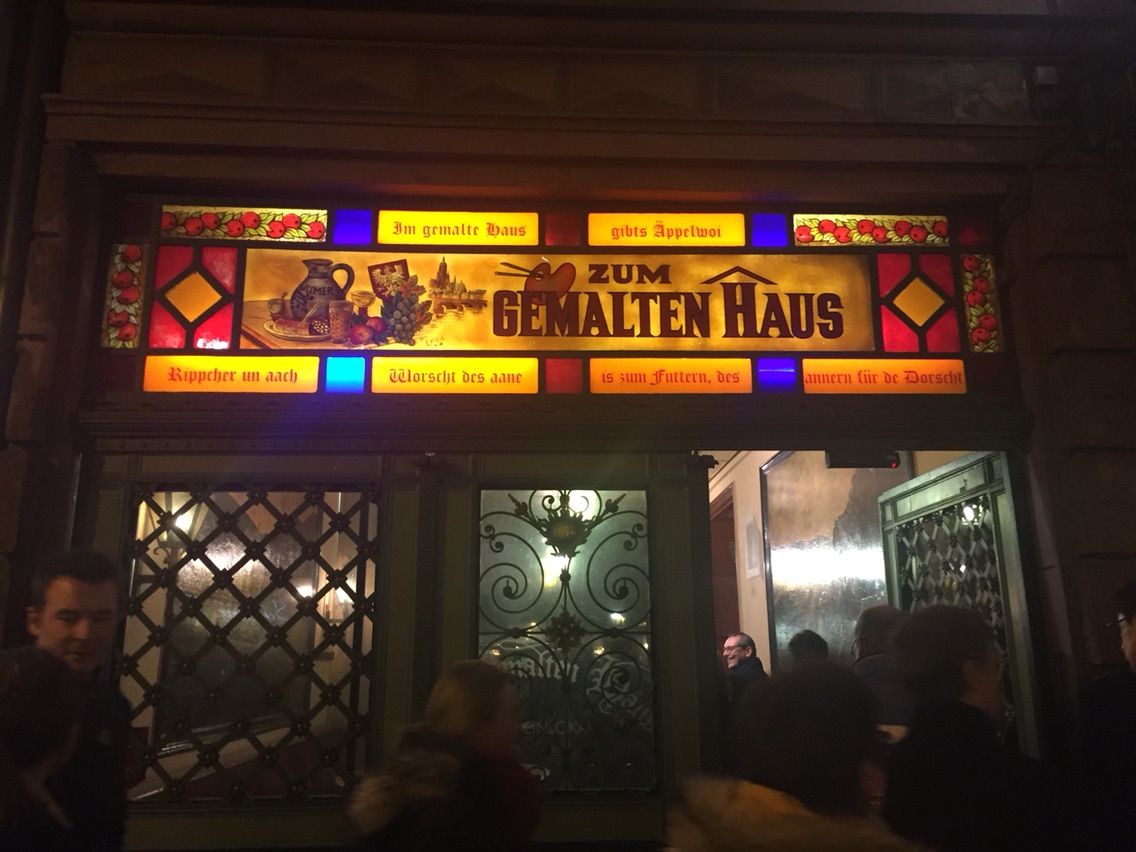 Im gemalte Haus gibts Äppelwoi
ZUM
GEMALTEN HAUS
Rippcher un aach Worscht des aane is zum Futtern, des annern für de Dorscht